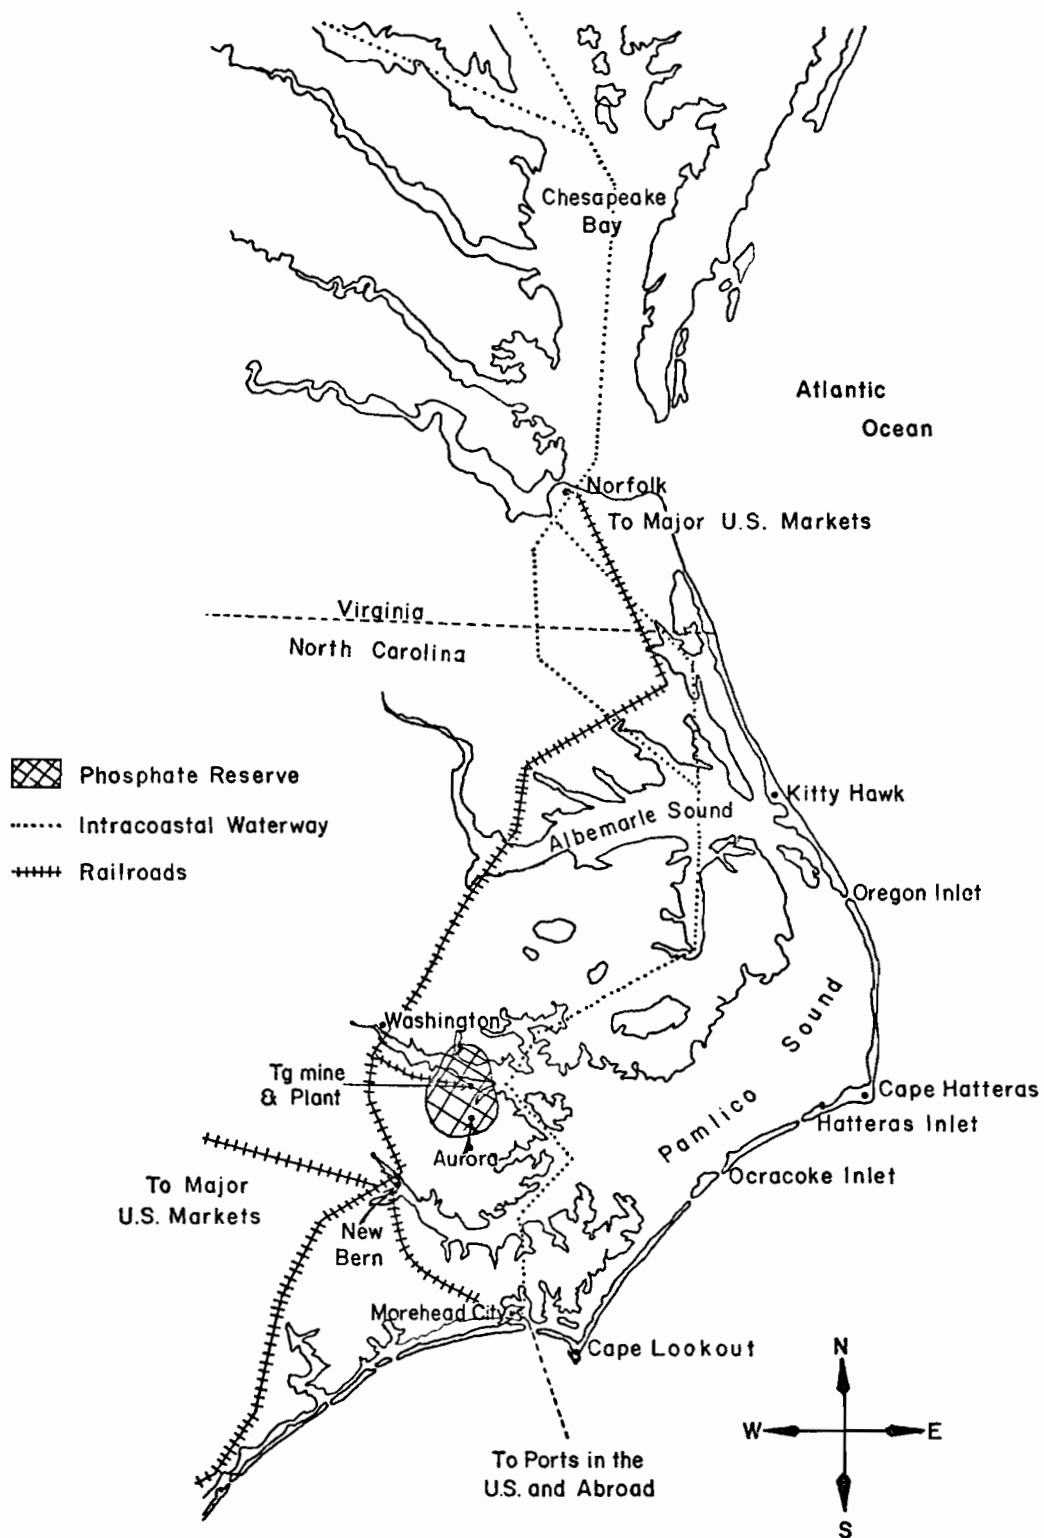 Chesapeake
Bay
Atlantic
Ocean
Norfolk
To Major U.S. Markets
Virginia
North Carolina
Phosphate Reserve
Intracoastal Waterway
Railroads
Kitty Hawk
Albemarle Sound
Oregon Inlet
Pamlico Sound
Washington
Tg mine
& Plant
Cape Hatteras
Hatteras Inlet
Aurora
Ocracoke Inlet
To Major
U.S. Markets
New
Bern
Morehead City
Cape Lookout
N
W
E
S
To Ports in the
U.S. and Abroad